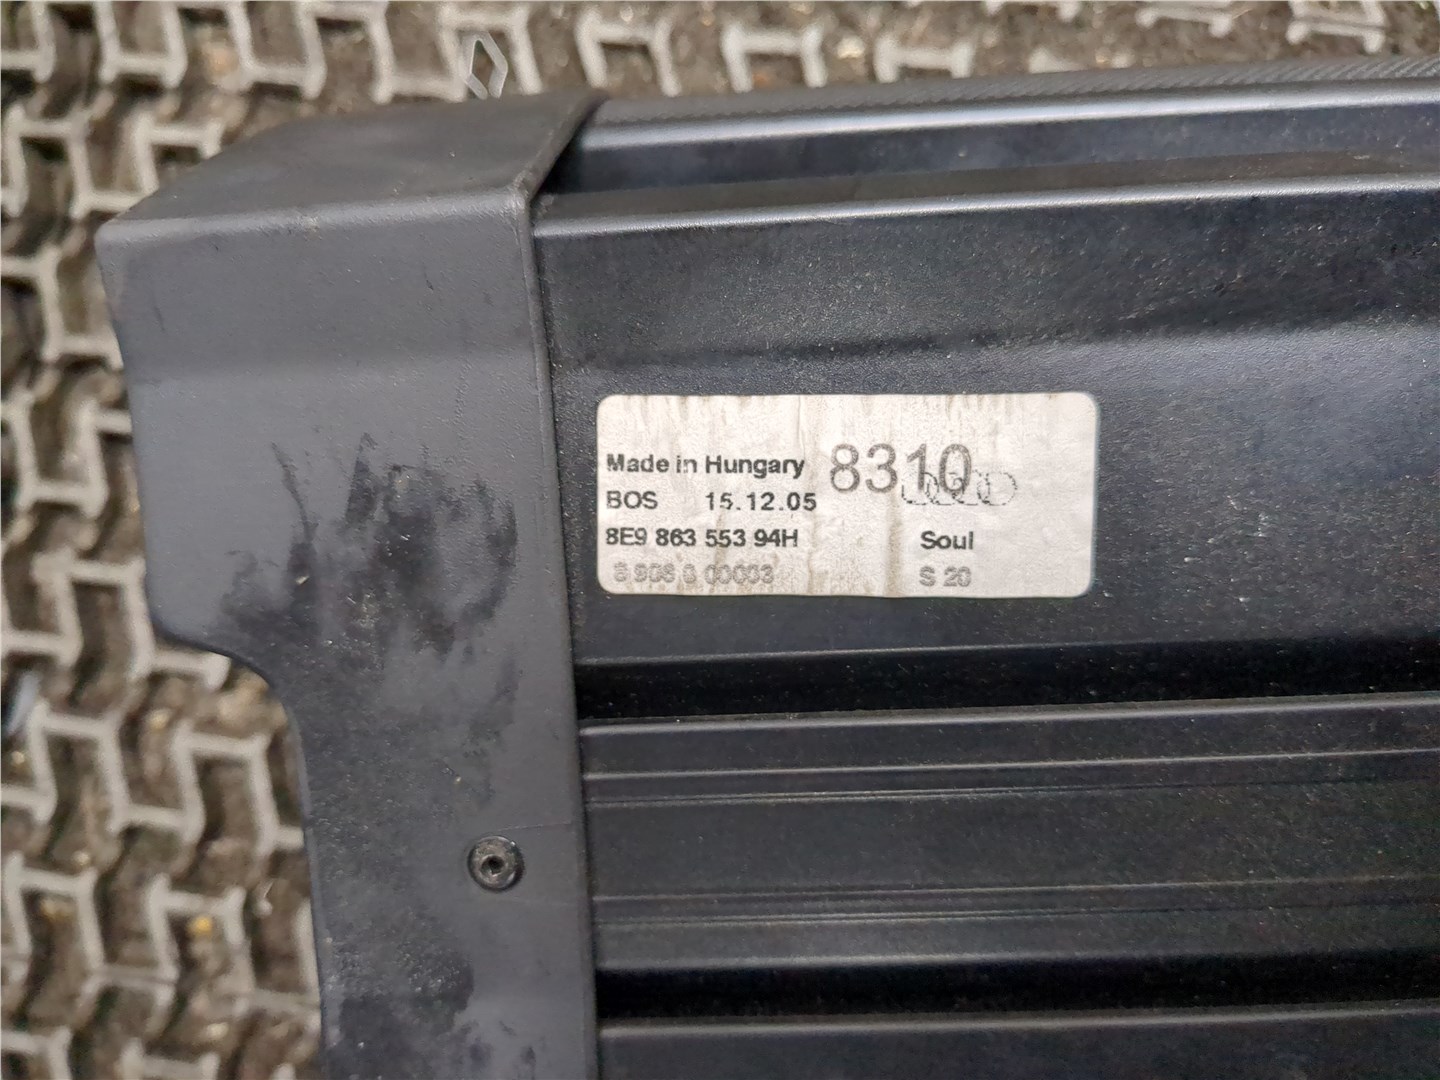 Made in Hungary 8310
BOS 15.12.05
8E9 863 553 94H Soul
S 20